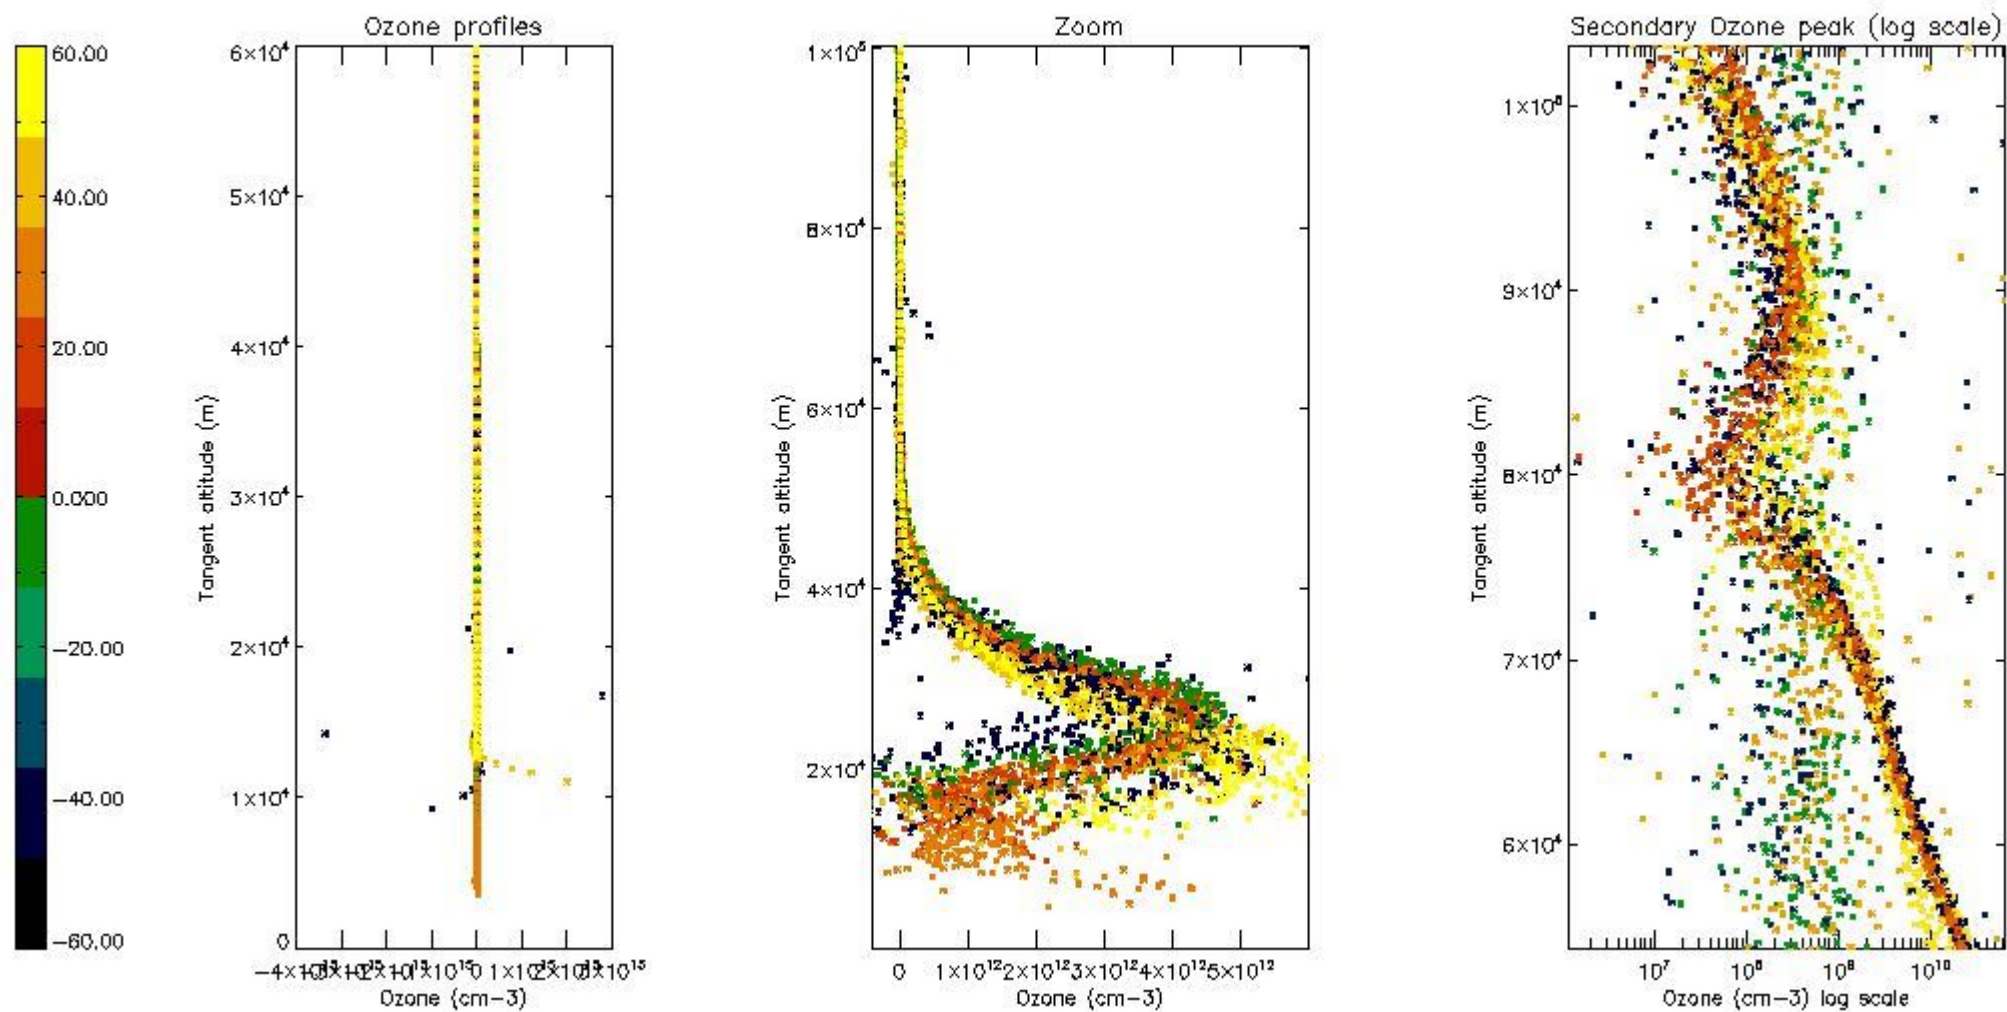 Ozone profiles
Zoom
Secondary Ozone peak (log scale)
60.00
40.00
20.00
0.000
−20.00
−40.00
−60.00
6×10⁴
5×10⁴
4×10⁴
3×10⁴
2×10⁴
1×10⁴
0
Tangent altitude (m)
0
Ozone (cm−3)
1×10⁵
8×10⁴
6×10⁴
4×10⁴
2×10⁴
Tangent altitude (m)
0 1×10¹² 2×10¹² 3×10¹² 4×10¹² 5×10¹²
Ozone (cm−3)
9×10⁴
8×10⁴
7×10⁴
6×10⁴
Tangent altitude (m)
10⁷ 10⁸ 10⁹ 10¹⁰
Ozone (cm−3) log scale